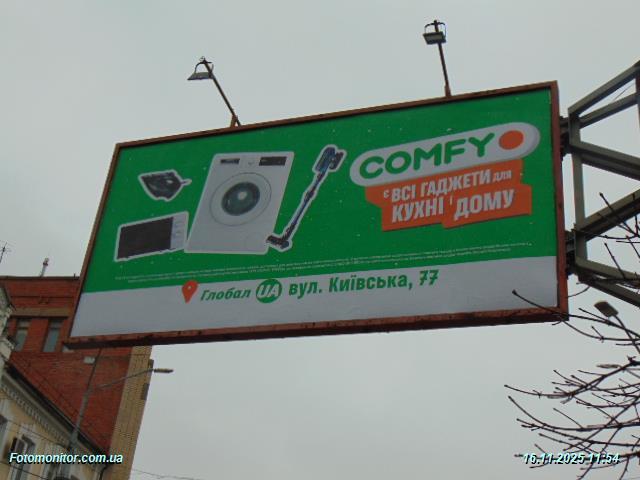 COMFY
є ВСІ ГАДЖЕТИ для
КУХНІ і ДОМУ
Глобал UA вул. Київська, 77
Fotomonitor.com.ua
16.11.2025 11:54